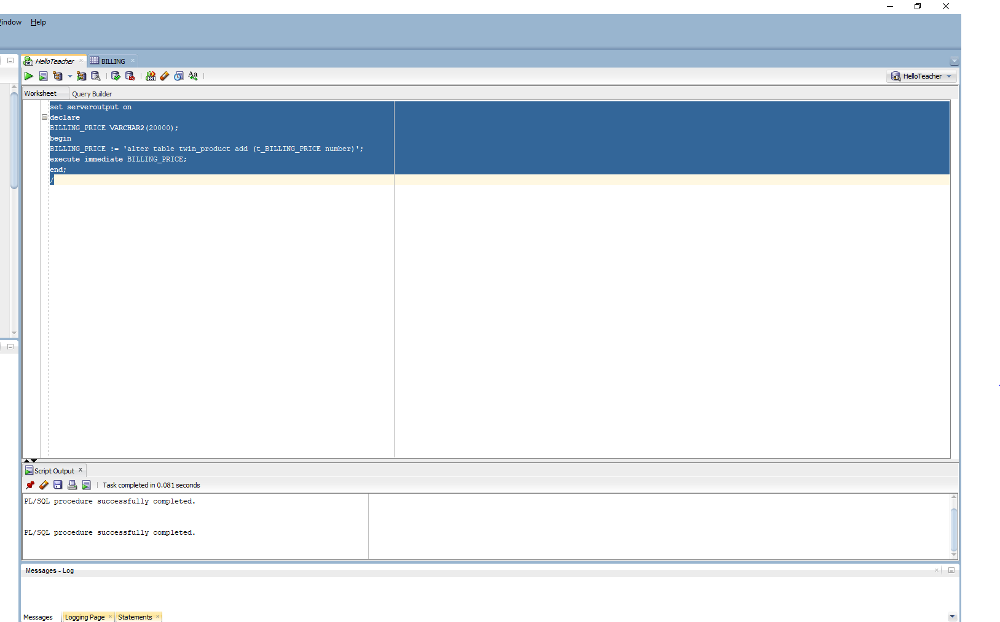 Help
HelloTeacher
BILLING
HelloTeacher
Worksheet
Query Builder
set serveroutput on
declare
BILLING_PRICE VARCHAR2(20000);
begin
BILLING_PRICE := 'alter table twin_product add (t_BILLING_PRICE number)';
execute immediate BILLING_PRICE;
end;
/
Script Output
Task completed in 0.081 seconds
PL/SQL procedure successfully completed.
PL/SQL procedure successfully completed.
Messages - Log
Messages
Logging Page
Statements